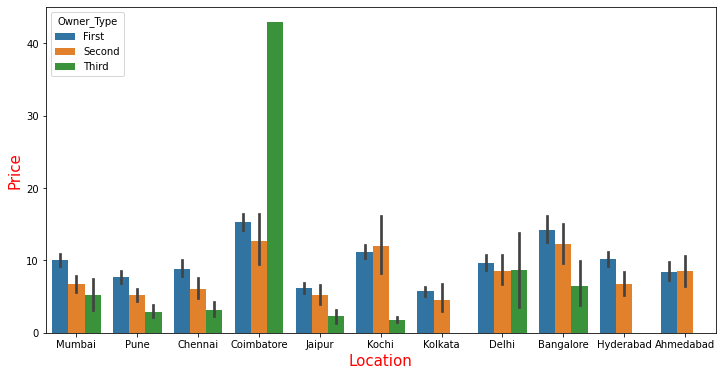 Owner_Type
First
Second
Third
40
30
20
10
0
Price
Mumbai Pune Chennai Coimbatore Jaipur Kochi Kolkata Delhi Bangalore Hyderabad Ahmedabad
Location